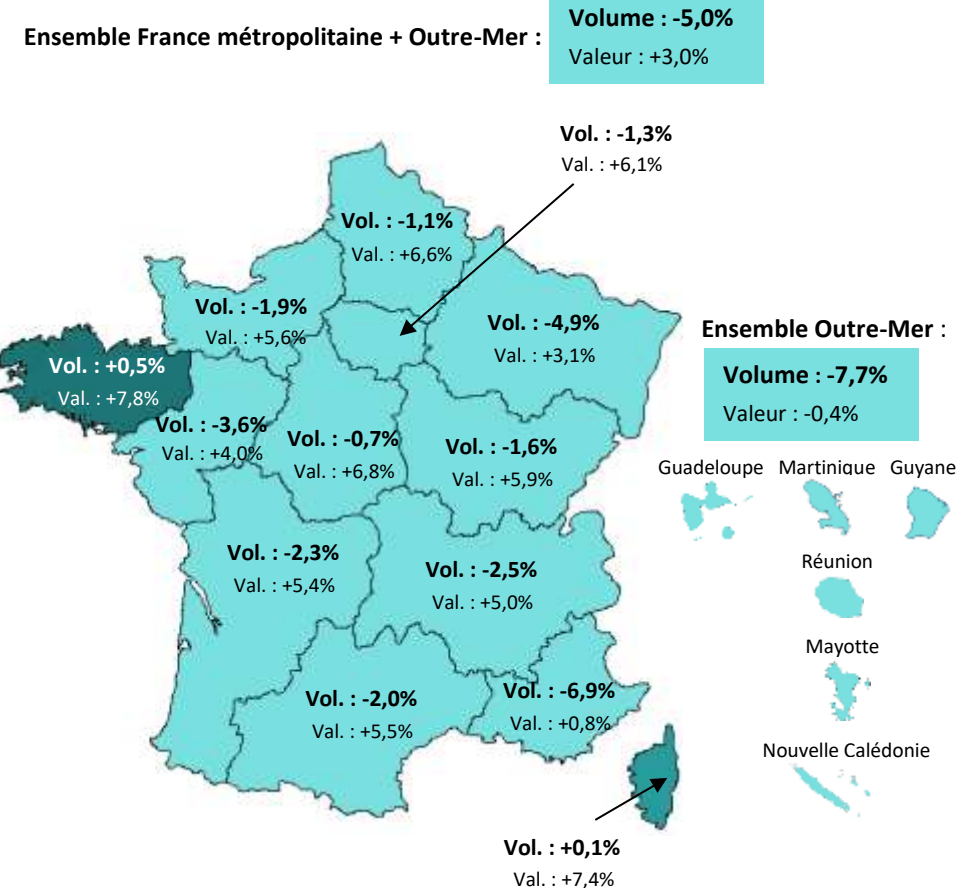 Ensemble France métropolitaine + Outre-Mer :
Volume : -5,0%
Valeur : +3,0%
Vol. : -1,3%
Val. : +6,1%
Vol. : -1,1%
Val. : +6,6%
Vol. : -1,9%
Val. : +5,6%
Vol. : -4,9%
Val. : +3,1%
Vol. : +0,5%
Val. : +7,8%
Vol. : -3,6%
Val. : +4,0%
Vol. : -0,7%
Val. : +6,8%
Vol. : -1,6%
Val. : +5,9%
Vol. : -2,3%
Val. : +5,4%
Vol. : -2,5%
Val. : +5,0%
Vol. : -2,0%
Val. : +5,5%
Vol. : -6,9%
Val. : +0,8%
Vol. : +0,1%
Val. : +7,4%
Ensemble Outre-Mer :
Volume : -7,7%
Valeur : -0,4%
Guadeloupe Martinique Guyane
Réunion
Mayotte
Nouvelle Calédonie